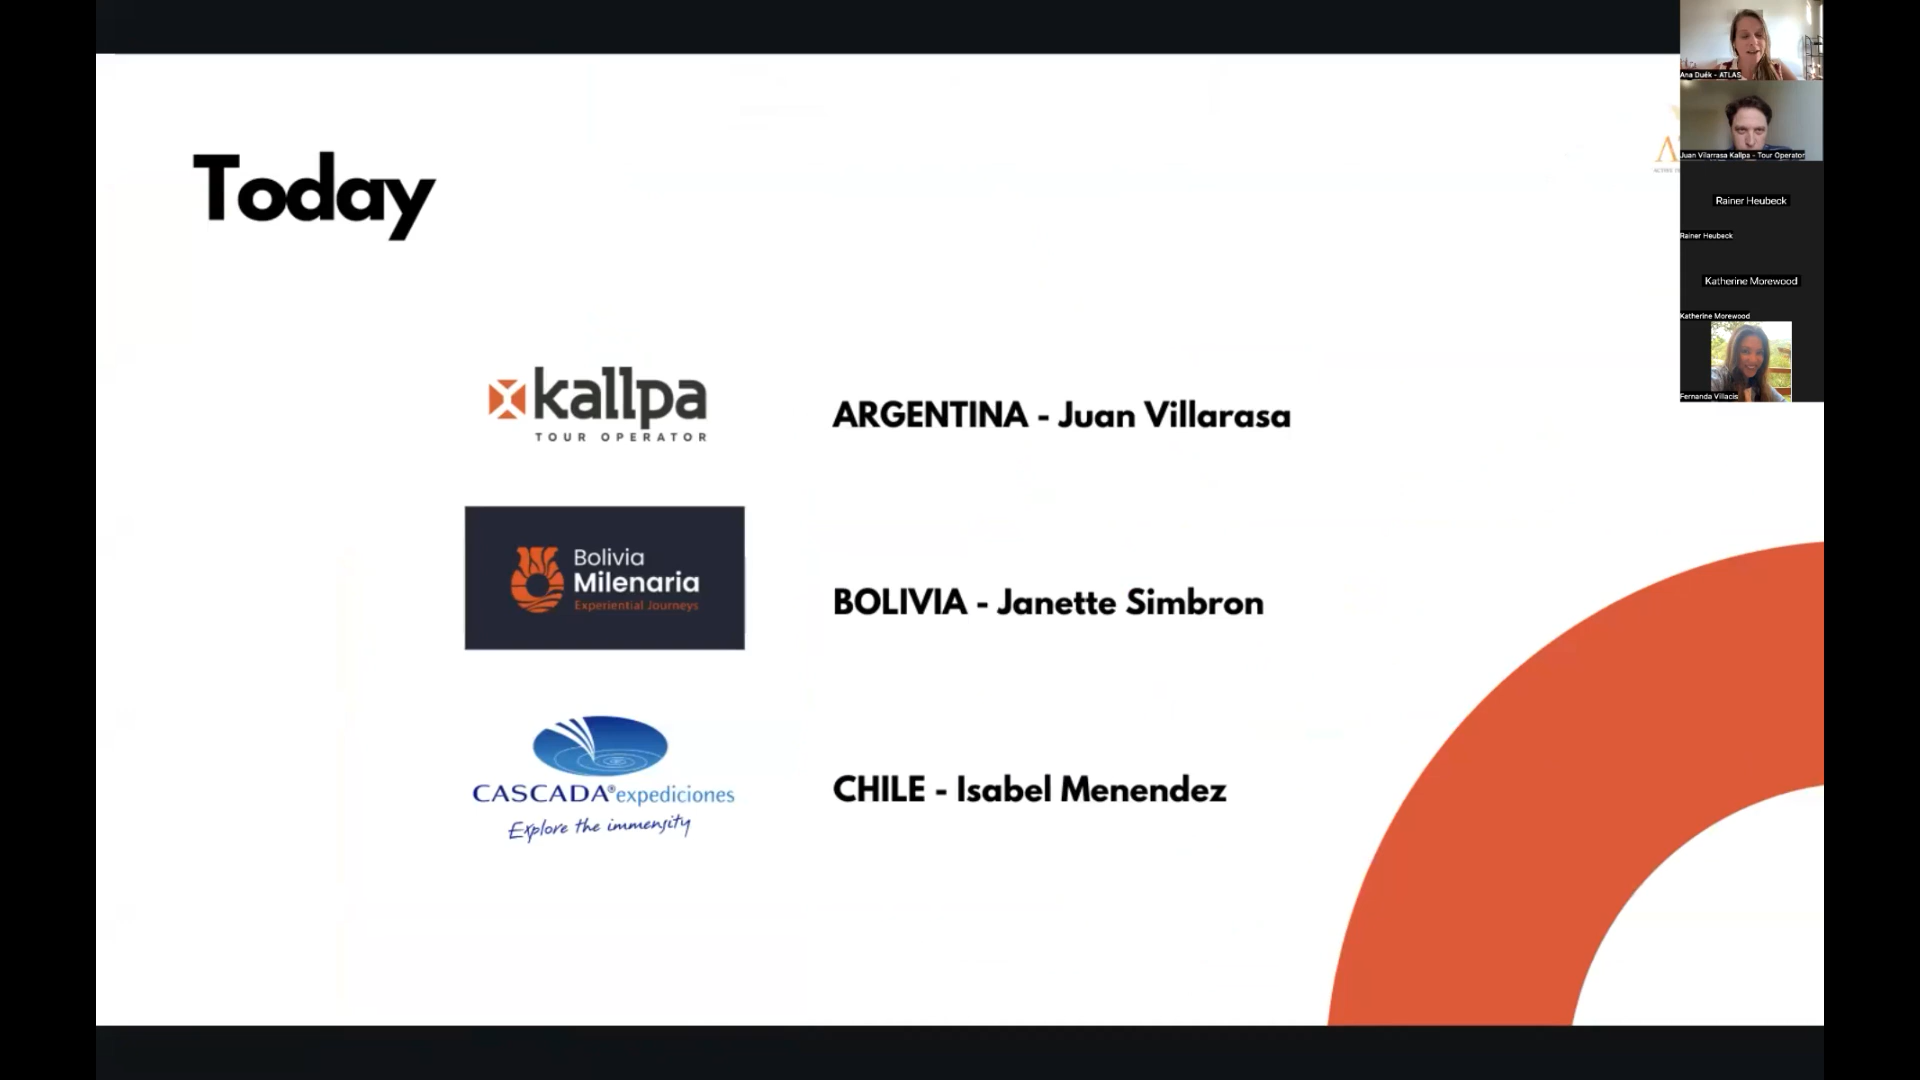 Today
kallpa
TOUR OPERATOR
ARGENTINA - Juan Villarasa
Bolivia
Milenaria
Experiential Journeys
BOLIVIA - Janette Simbron
CASCADA® expediciones
Explore the immensity
CHILE - Isabel Menendez
Ana Duék - ATLAS
Juan Vilarrasa Kallpa - Tour Operator
Rainer Heubeck
Rainer Heubeck
Katherine Morewood
Katherine Morewood
Fernanda Villacis